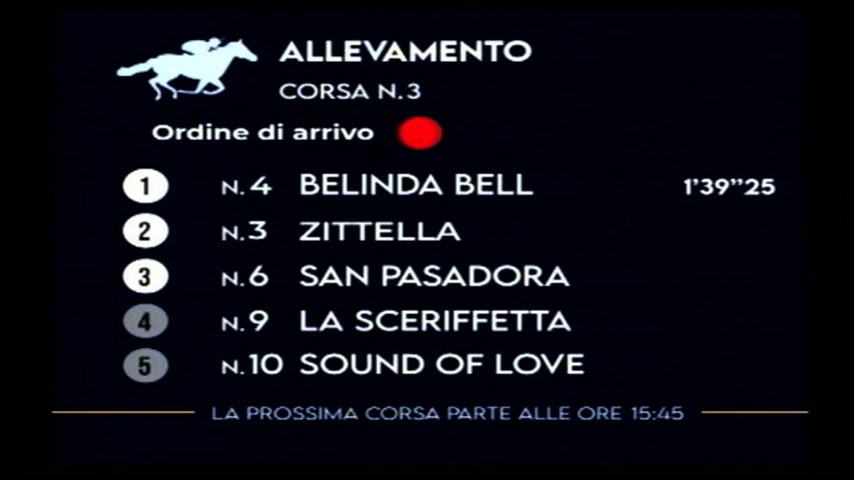 ALLEVAMENTO
CORSA N.3
Ordine di arrivo
1 N.4 BELINDA BELL 1'39"25
2 N.3 ZITTELLA
3 N.6 SAN PASADORA
4 N.9 LA SCERIFFETTA
5 N.10 SOUND OF LOVE
LA PROSSIMA CORSA PARTE ALLE ORE 15:45